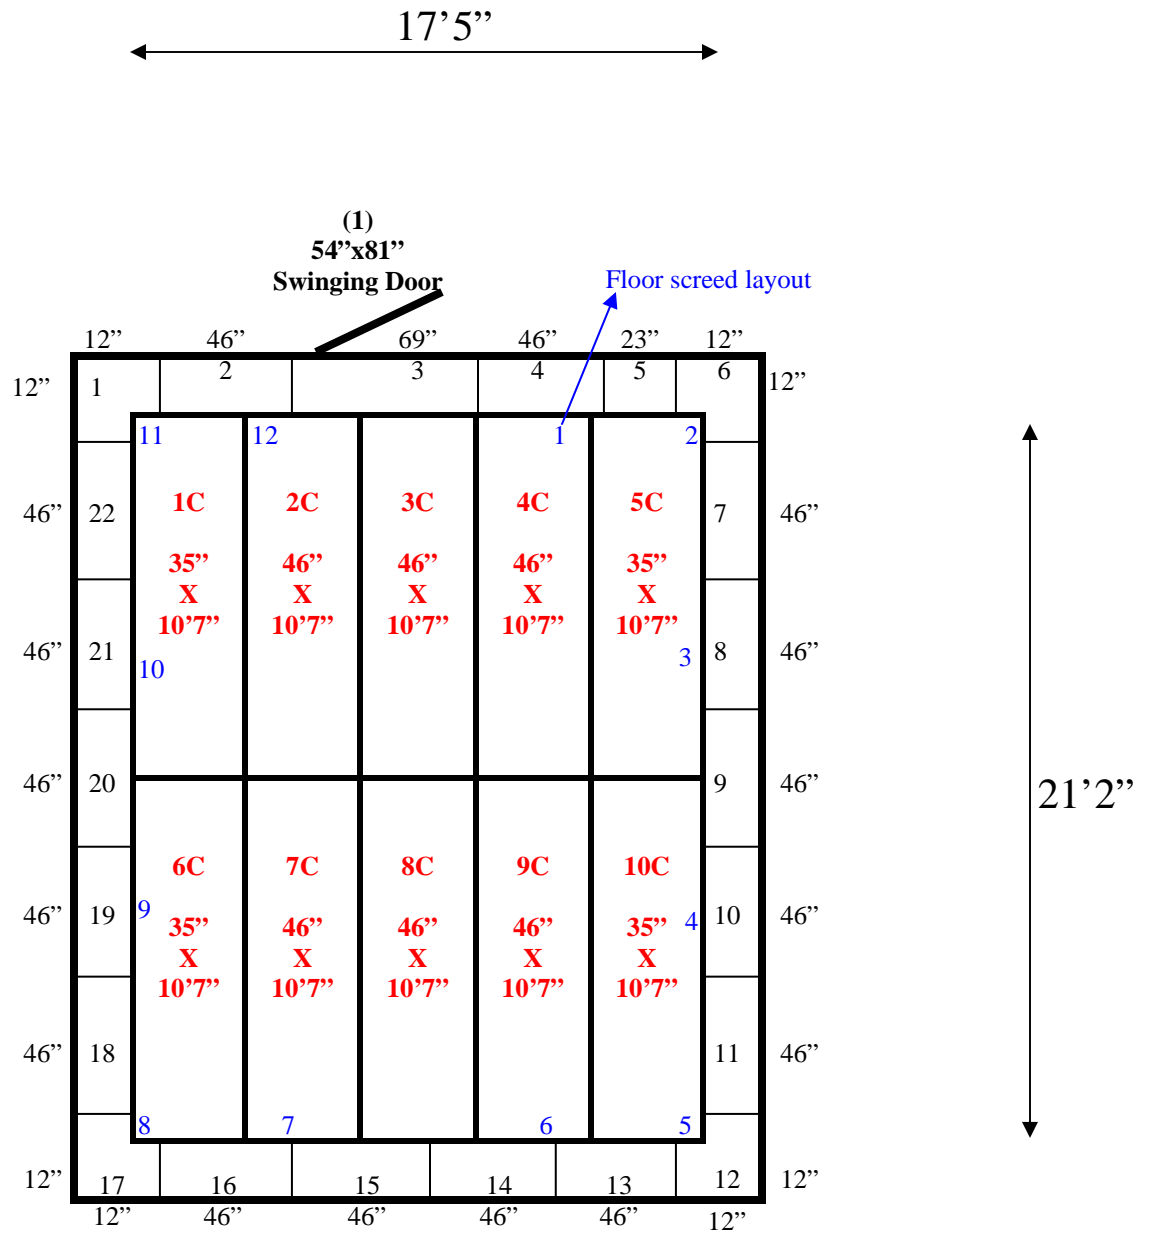 17’5”
(1)
54”x81”
Swinging Door
Floor screed layout
12” 46” 69” 46” 23” 12”
12” 1 2 3 4 5 6 12”
11 12 1 2
46” 22 1C 2C 3C 4C 5C 7 46”
35” 46” 46” 46” 35”
X X X X X
10’7” 10’7” 10’7” 10’7” 10’7”
46” 21 10 3 8 46”
46” 20 9 46”
21’2”
6C 7C 8C 9C 10C
46” 19 9 35” 46” 46” 46” 35” 4 10 46”
X X X X X
10’7” 10’7” 10’7” 10’7” 10’7”
46” 18 11 46”
8 7 6 5
12” 17 16 15 14 13 12 12”
12” 46” 46” 46” 46” 12”